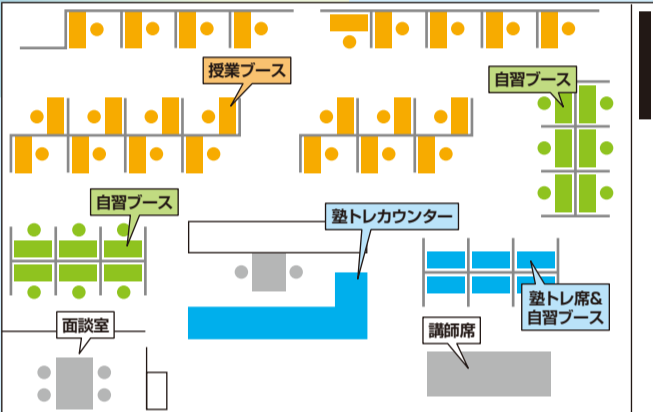 授業ブース
自習ブース
自習ブース
塾トレカウンター
塾トレ席&
自習ブース
面談室
講師席